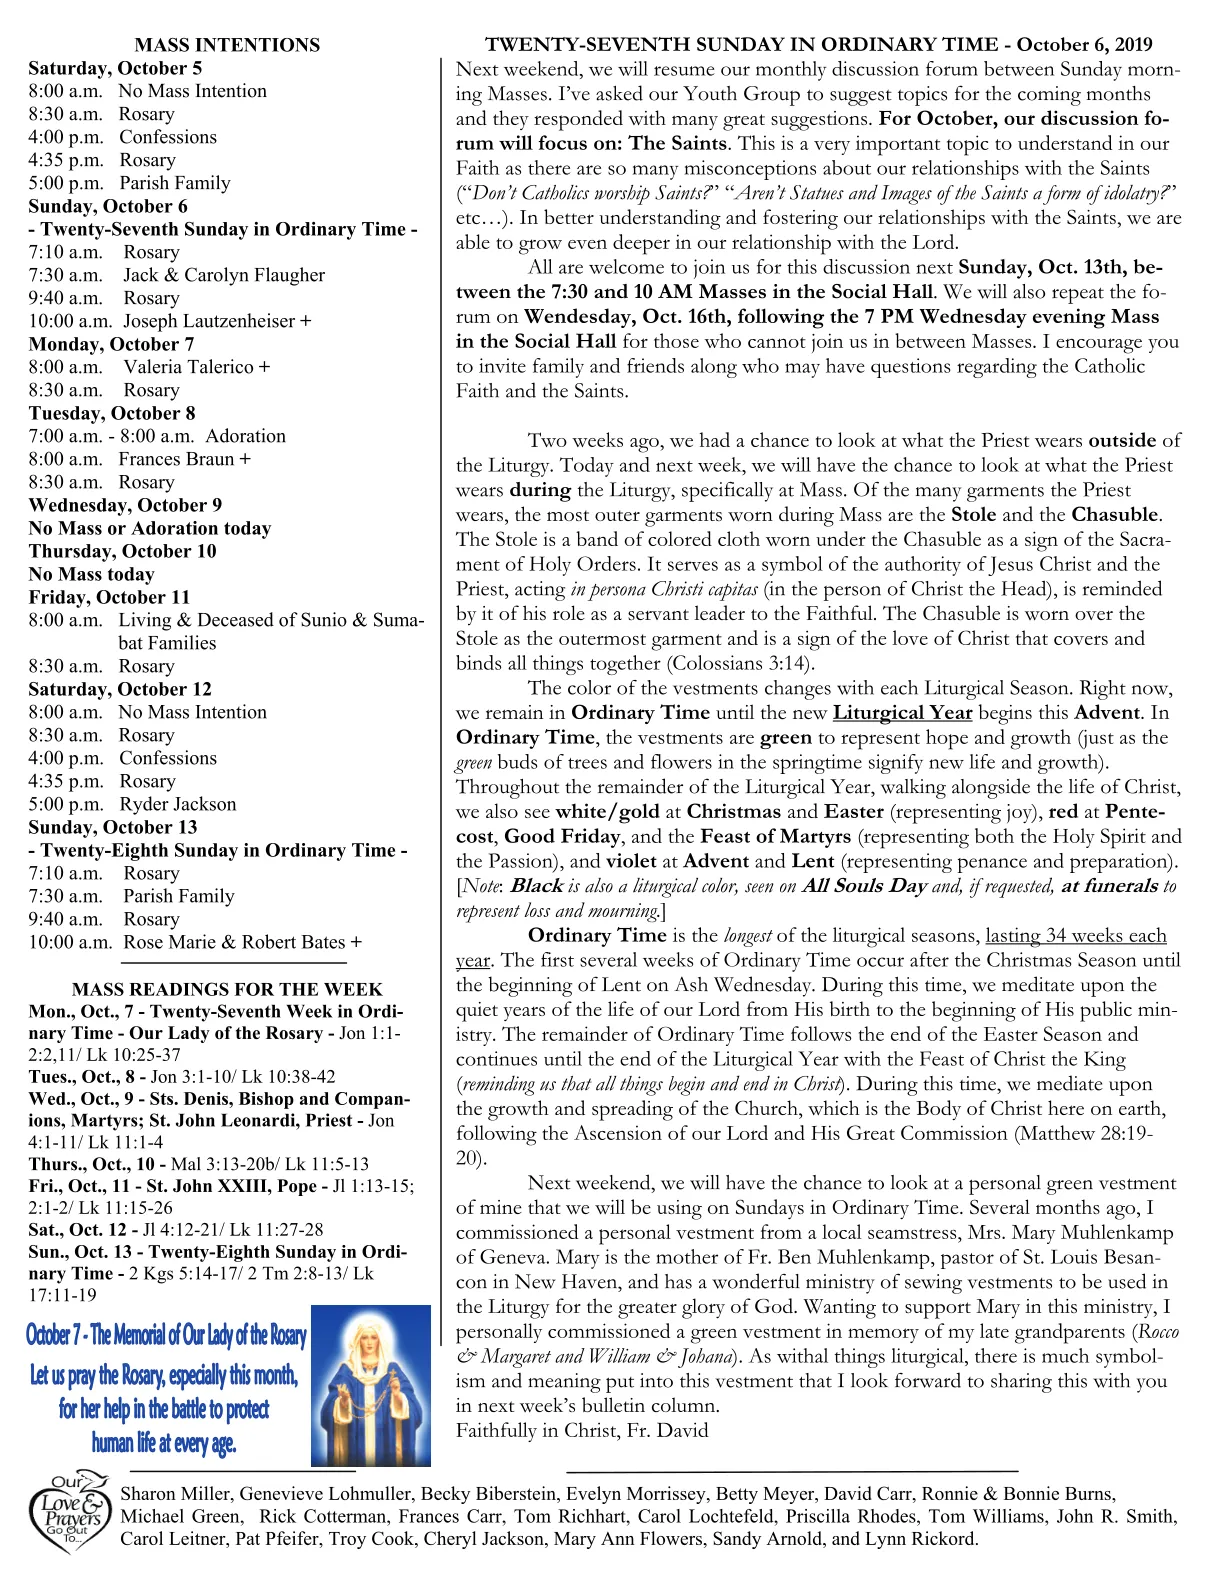 MASS INTENTIONS
Saturday, October 5
8:00 a.m. No Mass Intention
8:30 a.m. Rosary
4:00 p.m. Confessions
4:35 p.m. Rosary
5:00 p.m. Parish Family
Sunday, October 6
- Twenty-Seventh Sunday in Ordinary Time -
7:10 a.m. Rosary
7:30 a.m. Jack & Carolyn Flaugher
9:40 a.m. Rosary
10:00 a.m. Joseph Lautzenheiser +
Monday, October 7
8:00 a.m. Valeria Talerico +
8:30 a.m. Rosary
Tuesday, October 8
7:00 a.m. - 8:00 a.m. Adoration
8:00 a.m. Frances Braun +
8:30 a.m. Rosary
Wednesday, October 9
No Mass or Adoration today
Thursday, October 10
No Mass today
Friday, October 11
8:00 a.m. Living & Deceased of Sunio & Suma-
bat Families
8:30 a.m. Rosary
Saturday, October 12
8:00 a.m. No Mass Intention
8:30 a.m. Rosary
4:00 p.m. Confessions
4:35 p.m. Rosary
5:00 p.m. Ryder Jackson
Sunday, October 13
- Twenty-Eighth Sunday in Ordinary Time -
7:10 a.m. Rosary
7:30 a.m. Parish Family
9:40 a.m. Rosary
10:00 a.m. Rose Marie & Robert Bates +
MASS READINGS FOR THE WEEK
Mon., Oct., 7 - Twenty-Seventh Week in Ordi-
nary Time - Our Lady of the Rosary - Jon 1:1-
2:2,11/ Lk 10:25-37
Tues., Oct., 8 - Jon 3:1-10/ Lk 10:38-42
Wed., Oct., 9 - Sts. Denis, Bishop and Compan-
ions, Martyrs; St. John Leonardi, Priest - Jon
4:1-11/ Lk 11:1-4
Thurs., Oct., 10 - Mal 3:13-20b/ Lk 11:5-13
Fri., Oct., 11 - St. John XXIII, Pope - Jl 1:13-15;
2:1-2/ Lk 11:15-26
Sat., Oct. 12 - Jl 4:12-21/ Lk 11:27-28
Sun., Oct. 13 - Twenty-Eighth Sunday in Ordi-
nary Time - 2 Kgs 5:14-17/ 2 Tm 2:8-13/ Lk
17:11-19
October 7 - The Memorial of Our Lady of the Rosary
Let us pray the Rosary, especially this month,
for her help in the battle to protect
human life at every age.
TWENTY-SEVENTH SUNDAY IN ORDINARY TIME - October 6, 2019
Next weekend, we will resume our monthly discussion forum between Sunday morn-
ing Masses. I've asked our Youth Group to suggest topics for the coming months
and they responded with many great suggestions. For October, our discussion fo-
rum will focus on: The Saints. This is a very important topic to understand in our
Faith as there are so many misconceptions about our relationships with the Saints
(“Don't Catholics worship Saints?” “Aren't Statues and Images of the Saints a form of idolatry?”
etc…). In better understanding and fostering our relationships with the Saints, we are
able to grow even deeper in our relationship with the Lord.
All are welcome to join us for this discussion next Sunday, Oct. 13th, be-
tween the 7:30 and 10 AM Masses in the Social Hall. We will also repeat the fo-
rum on Wendesday, Oct. 16th, following the 7 PM Wednesday evening Mass
in the Social Hall for those who cannot join us in between Masses. I encourage you
to invite family and friends along who may have questions regarding the Catholic
Faith and the Saints.
Two weeks ago, we had a chance to look at what the Priest wears outside of
the Liturgy. Today and next week, we will have the chance to look at what the Priest
wears during the Liturgy, specifically at Mass. Of the many garments the Priest
wears, the most outer garments worn during Mass are the Stole and the Chasuble.
The Stole is a band of colored cloth worn under the Chasuble as a sign of the Sacra-
ment of Holy Orders. It serves as a symbol of the authority of Jesus Christ and the
Priest, acting in persona Christi capitas (in the person of Christ the Head), is reminded
by it of his role as a servant leader to the Faithful. The Chasuble is worn over the
Stole as the outermost garment and is a sign of the love of Christ that covers and
binds all things together (Colossians 3:14).
The color of the vestments changes with each Liturgical Season. Right now,
we remain in Ordinary Time until the new Liturgical Year begins this Advent. In
Ordinary Time, the vestments are green to represent hope and growth (just as the
green buds of trees and flowers in the springtime signify new life and growth).
Throughout the remainder of the Liturgical Year, walking alongside the life of Christ,
we also see white/gold at Christmas and Easter (representing joy), red at Pente-
cost, Good Friday, and the Feast of Martyrs (representing both the Holy Spirit and
the Passion), and violet at Advent and Lent (representing penance and preparation).
[Note: Black is also a liturgical color, seen on All Souls Day and, if requested, at funerals to
represent loss and mourning.]
Ordinary Time is the longest of the liturgical seasons, lasting 34 weeks each
year. The first several weeks of Ordinary Time occur after the Christmas Season until
the beginning of Lent on Ash Wednesday. During this time, we meditate upon the
quiet years of the life of our Lord from His birth to the beginning of His public min-
istry. The remainder of Ordinary Time follows the end of the Easter Season and
continues until the end of the Liturgical Year with the Feast of Christ the King
(reminding us that all things begin and end in Christ). During this time, we mediate upon
the growth and spreading of the Church, which is the Body of Christ here on earth,
following the Ascension of our Lord and His Great Commission (Matthew 28:19-
20).
Next weekend, we will have the chance to look at a personal green vestment
of mine that we will be using on Sundays in Ordinary Time. Several months ago, I
commissioned a personal vestment from a local seamstress, Mrs. Mary Muhlenkamp
of Geneva. Mary is the mother of Fr. Ben Muhlenkamp, pastor of St. Louis Besan-
con in New Haven, and has a wonderful ministry of sewing vestments to be used in
the Liturgy for the greater glory of God. Wanting to support Mary in this ministry, I
personally commissioned a green vestment in memory of my late grandparents (Rocco
& Margaret and William & Johana). As withal things liturgical, there is much symbol-
ism and meaning put into this vestment that I look forward to sharing this with you
in next week's bulletin column.
Faithfully in Christ, Fr. David
Our
Love &
Prayers
Go Out
To...
Sharon Miller, Genevieve Lohmuller, Becky Biberstein, Evelyn Morrissey, Betty Meyer, David Carr, Ronnie & Bonnie Burns,
Michael Green, Rick Cotterman, Frances Carr, Tom Richhart, Carol Lochtefeld, Priscilla Rhodes, Tom Williams, John R. Smith,
Carol Leitner, Pat Pfeifer, Troy Cook, Cheryl Jackson, Mary Ann Flowers, Sandy Arnold, and Lynn Rickord.